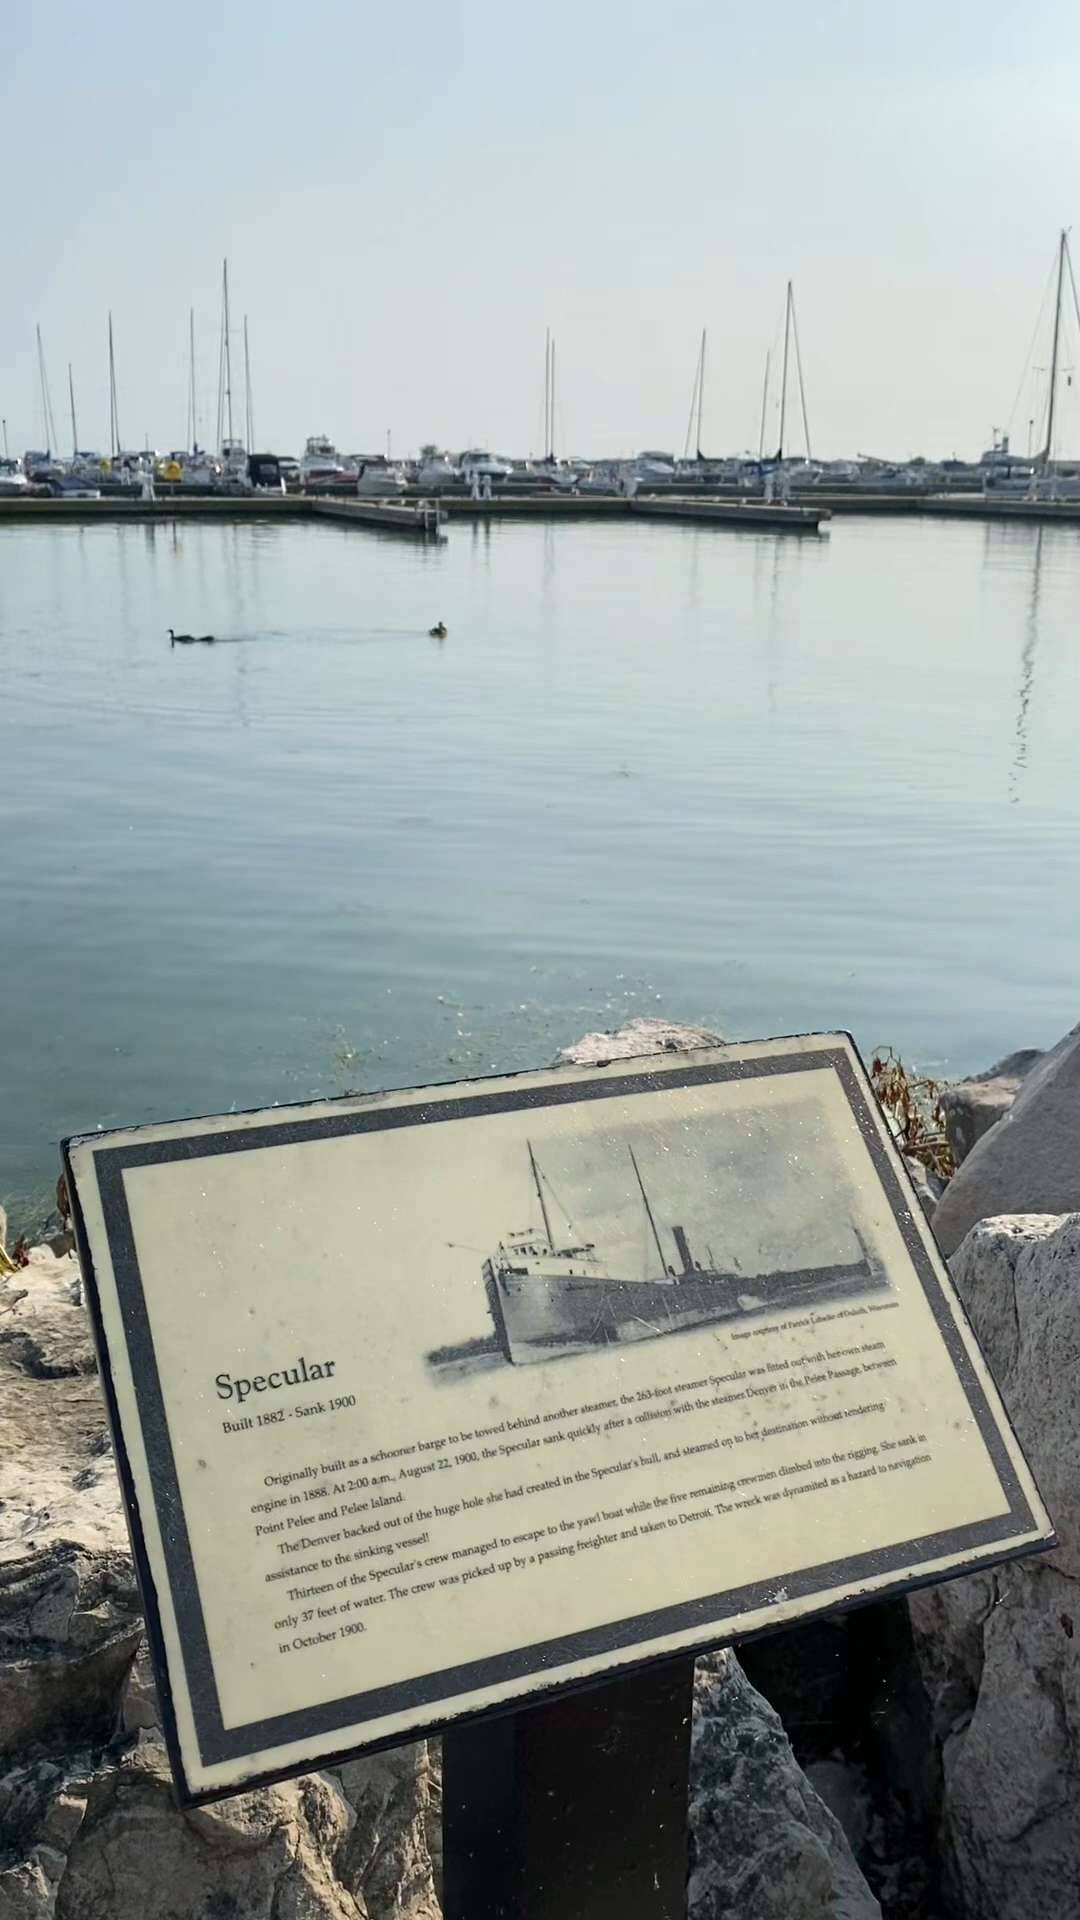 Image courtesy of Patrick Labadie of Duluth, Wisconsin
Specular
Built 1882 - Sank 1900
Originally built as a schooner barge to be towed behind another steamer, the 263-foot steamer Specular was fitted out with her own steam
engine in 1888. At 2:00 a.m., August 22, 1900, the Specular sank quickly after a collision with the steamer Denver in the Pelee Passage, between
Point Pelee and Pelee Island.
The Denver backed out of the huge hole she had created in the Specular's hull, and steamed on to her destination without rendering
assistance to the sinking vessel!
Thirteen of the Specular's crew managed to escape to the yawl boat while the five remaining crewmen climbed into the rigging. She sank in
only 37 feet of water. The crew was picked up by a passing freighter and taken to Detroit. The wreck was dynamited as a hazard to navigation
in October 1900.